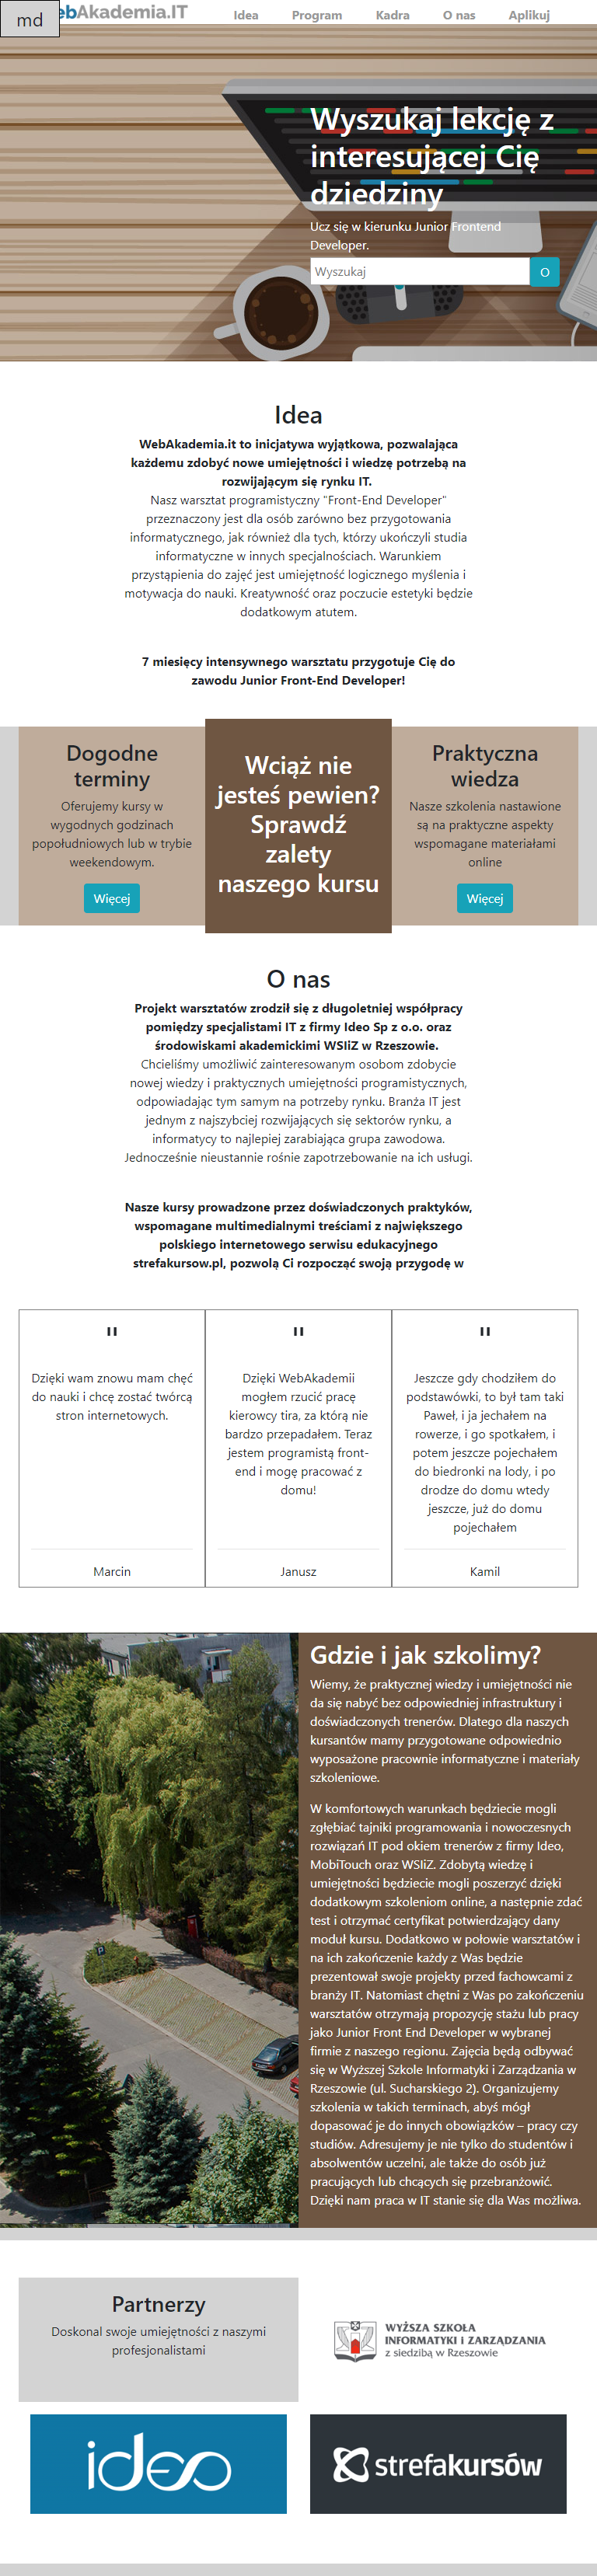 md
ebAkademia.IT
Idea Program Kadra O nas Aplikuj
Wyszukaj lekcję z
interesującej Cię
dziedziny
Ucz się w kierunku Junior Frontend
Developer.
Wyszukaj O
Idea
WebAkademia.it to inicjatywa wyjątkowa, pozwalająca
każdemu zdobyć nowe umiejętności i wiedzę potrzebą na
rozwijającym się rynku IT.
Nasz warsztat programistyczny "Front-End Developer"
przeznaczony jest dla osób zarówno bez przygotowania
informatycznego, jak również dla tych, którzy ukończyli studia
informatyczne w innych specjalnościach. Warunkiem
przystąpienia do zajęć jest umiejętność logicznego myślenia i
motywacja do nauki. Kreatywność oraz poczucie estetyki będzie
dodatkowym atutem.
7 miesięcy intensywnego warsztatu przygotuje Cię do
zawodu Junior Front-End Developer!
Dogodne
terminy
Oferujemy kursy w
wygodnych godzinach
popołudniowych lub w trybie
weekendowym.
Więcej
Wciąż nie
jesteś pewien?
Sprawdź
zalety
naszego kursu
Praktyczna
wiedza
Nasze szkolenia nastawione
są na praktyczne aspekty
wspomagane materiałami
online
Więcej
O nas
Projekt warsztatów zrodził się z długoletniej współpracy
pomiędzy specjalistami IT z firmy Ideo Sp z o.o. oraz
środowiskami akademickimi WSIiZ w Rzeszowie.
Chcieliśmy umożliwić zainteresowanym osobom zdobycie
nowej wiedzy i praktycznych umiejętności programistycznych,
odpowiadając tym samym na potrzeby rynku. Branża IT jest
jednym z najszybciej rozwijających się sektorów rynku, a
informatycy to najlepiej zarabiająca grupa zawodowa.
Jednocześnie nieustannie rośnie zapotrzebowanie na ich usługi.
Nasze kursy prowadzone przez doświadczonych praktyków,
wspomagane multimedialnymi treściami z największego
polskiego internetowego serwisu edukacyjnego
strefakursow.pl, pozwolą Ci rozpocząć swoją przygodę w
"
Dzięki wam znowu mam chęć
do nauki i chcę zostać twórcą
stron internetowych.
Marcin
"
Dzięki WebAkademii
mogłem rzucić pracę
kierowcy tira, za którą nie
bardzo przepadałem. Teraz
jestem programistą front-
end i mogę pracować z
domu!
Janusz
"
Jeszcze gdy chodziłem do
podstawówki, to był tam taki
Paweł, i ja jechałem na
rowerze, i go spotkałem, i
potem jeszcze pojechałem
do biedronki na lody, i po
drodze do domu wtedy
jeszcze, już do domu
pojechałem
Kamil
Gdzie i jak szkolimy?
Wiemy, że praktycznej wiedzy i umiejętności nie
da się nabyć bez odpowiedniej infrastruktury i
doświadczonych trenerów. Dlatego dla naszych
kursantów mamy przygotowane odpowiednio
wyposażone pracownie informatyczne i materiały
szkoleniowe.
W komfortowych warunkach będziecie mogli
zgłębiać tajniki programowania i nowoczesnych
rozwiązań IT pod okiem trenerów z firmy Ideo,
MobiTouch oraz WSIiZ. Zdobytą wiedzę i
umiejętności będziecie mogli poszerzyć dzięki
dodatkowym szkoleniom online, a następnie zdać
test i otrzymać certyfikat potwierdzający dany
moduł kursu. Dodatkowo w połowie warsztatów i
na ich zakończenie każdy z Was będzie
prezentował swoje projekty przed fachowcami z
branży IT. Natomiast chętni z Was po zakończeniu
warsztatów otrzymają propozycję stażu lub pracy
jako Junior Front End Developer w wybranej
firmie z naszego regionu. Zajęcia będą odbywać
się w Wyższej Szkole Informatyki i Zarządzania w
Rzeszowie (ul. Sucharskiego 2). Organizujemy
szkolenia w takich terminach, abyś mógł
dopasować je do innych obowiązków – pracy czy
studiów. Adresujemy je nie tylko do studentów i
absolwentów uczelni, ale także do osób już
pracujących lub chcących się przebranżowić.
Dzięki nam praca w IT stanie się dla Was możliwa.
P
Partnerzy
Doskonal swoje umiejętności z naszymi
profesjonalistami
WYŻSZA SZKOŁA
INFORMATYKI i ZARZĄDZANIA
z siedzibą w Rzeszowie
ideo
strefakursów